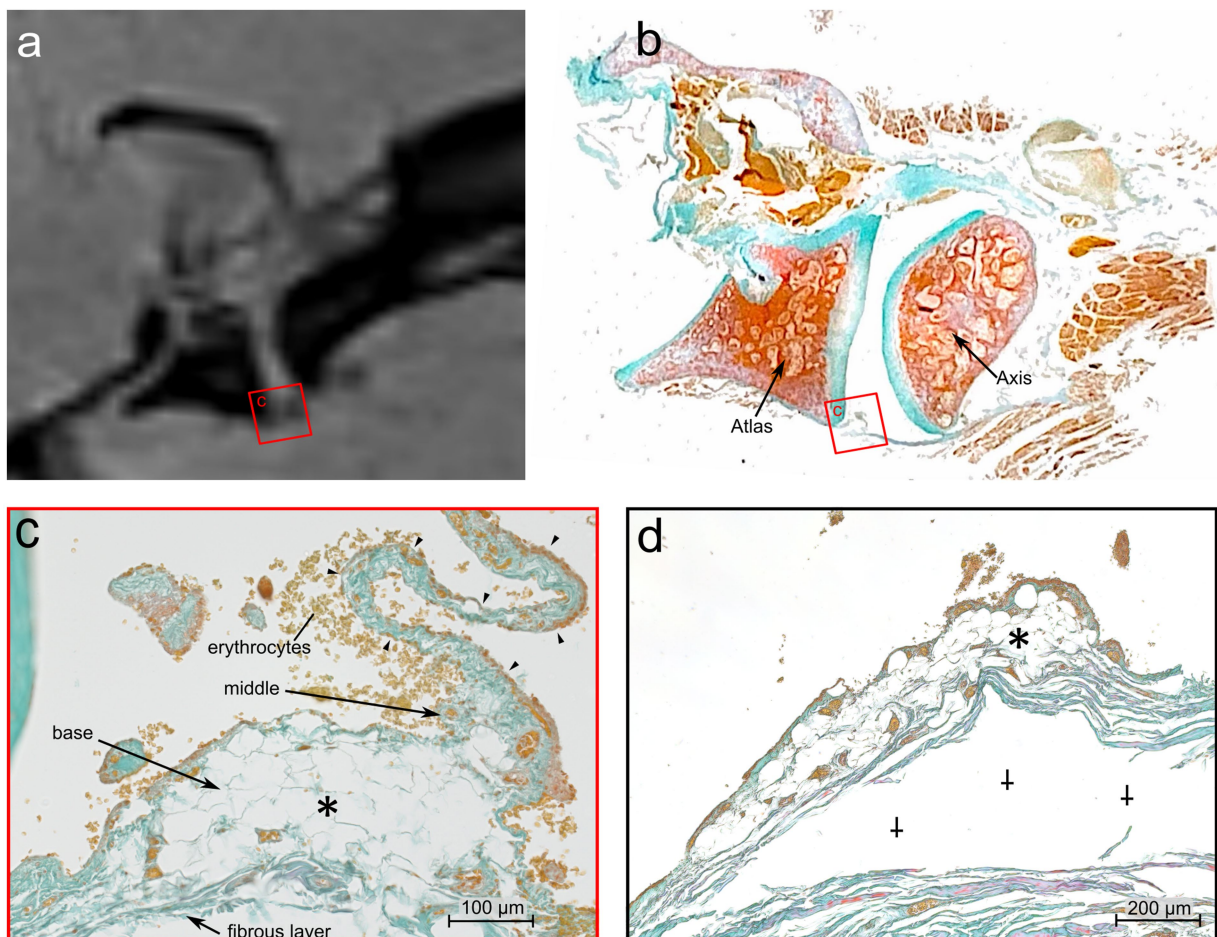 a
b
c
Atlas
Axis
c
c
erythrocytes
middle
base
*
100 µm
fibrous layer
d
*
200 µm